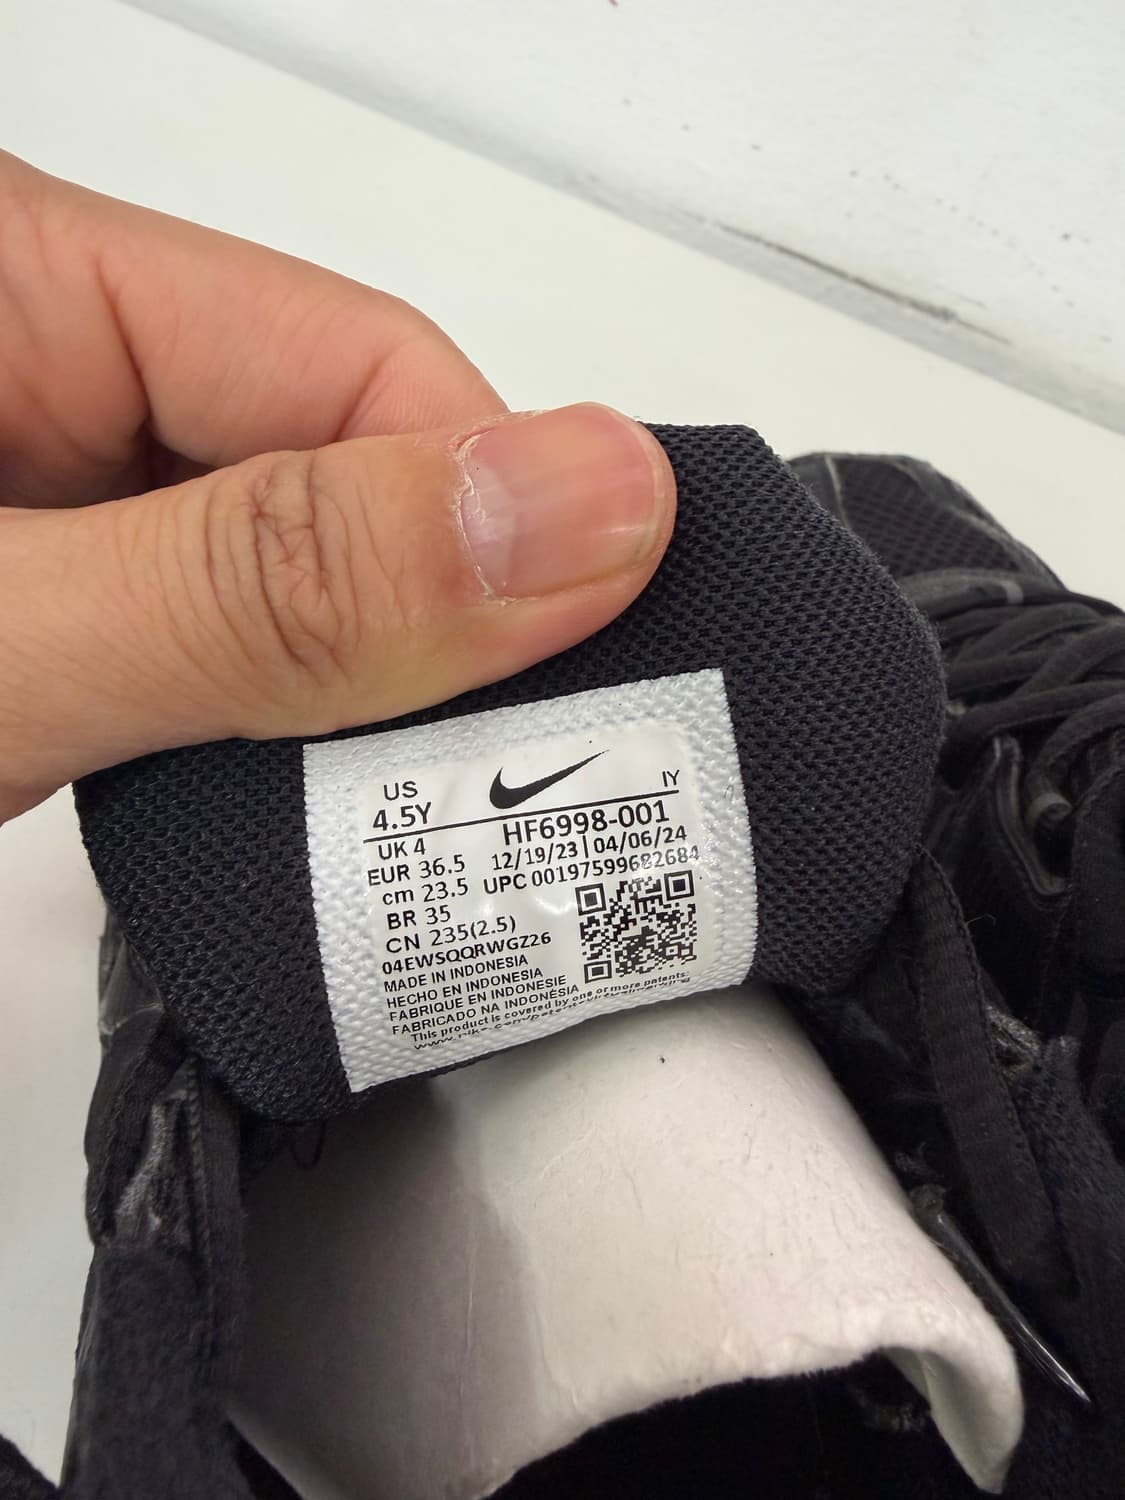 US
4.5Y
IY
UK 4
EUR 36.5
cm 23.5
BR 35
CN 235(2.5)
HF6998-001
12/19/23 | 04/06/24
UPC 00197599682684
04EWSQQRWGZ26
MADE IN INDONESIA
HECHO EN INDONESIA
FABRIQUE EN INDONESIE
FABRICADO NA INDONÉSIA
This product is covered by one or more patents: